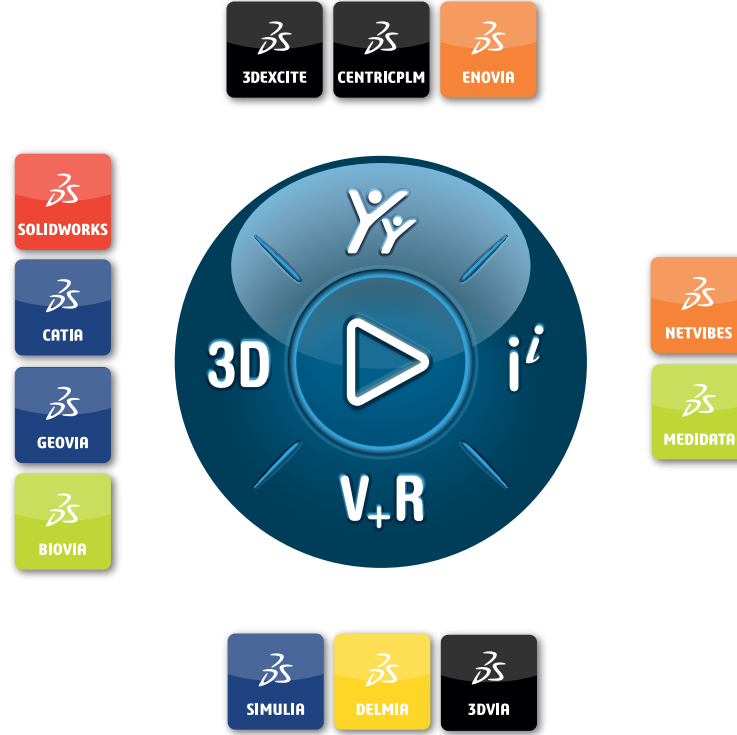 3DEXCITE
CENTRICPLM
ENOVIA
SOLIDWORKS
CATIA
GEOVIA
BIOVIA
3D
i i
V+R
NETVIBES
MEDIDATA
SIMULIA
DELMIA
3DVIA